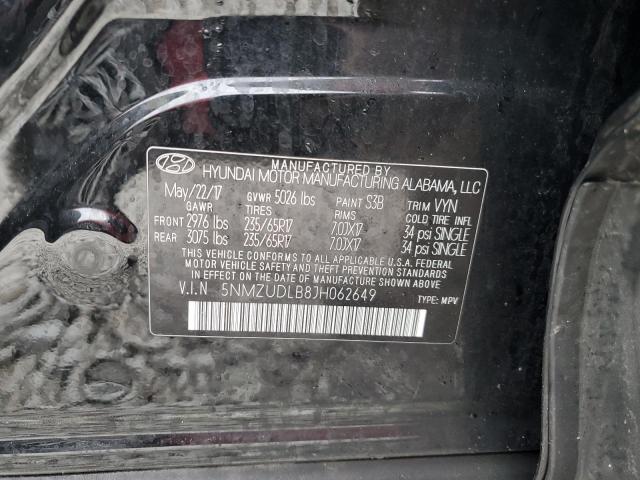 MANUFACTURED BY
HYUNDAI MOTOR MANUFACTURING ALABAMA, LLC
May/22/17 GVWR 5026 lbs PAINT S3B TRIM VYN
GAWR TIRES RIMS COLD TIRE INFL
FRONT 2976 lbs 235/65R17 7.0JX17 34 psi SINGLE
REAR 3075 lbs 235/65R17 7.0JX17 34 psi SINGLE
THIS VEHICLE CONFORMS TO ALL APPLICABLE U.S.A. FEDERAL
MOTOR VEHICLE SAFETY, BUMPER, AND THEFT PREVENTION STANDARDS
IN EFFECT ON THE DATE OF MANUFACTURE SHOWN ABOVE.
V.I.N 5NMZUDLB8JH062649 TYPE: MPV